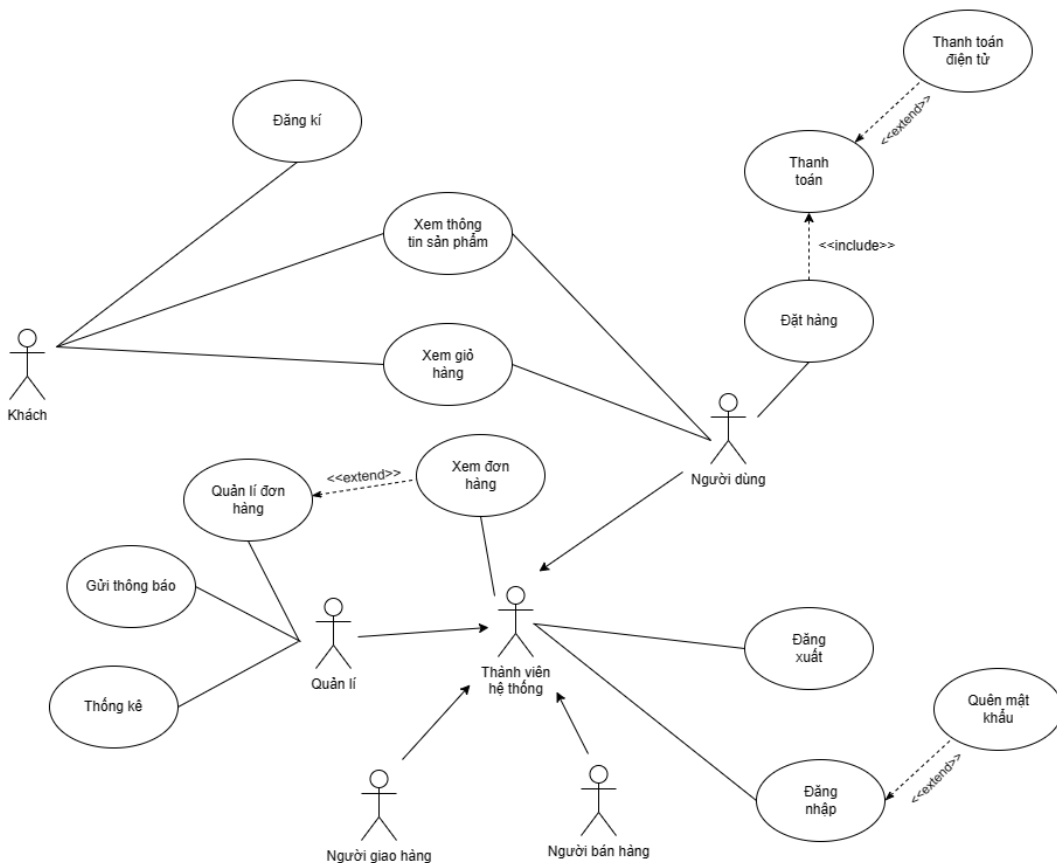 Thanh toán
điện tử
<<extend>>
Đăng kí
Thanh
toán
Xem thông
tin sản phẩm
<<include>>
Đặt hàng
Khách
Xem giỏ
hàng
Người dùng
Xem đơn
hàng
<<extend>>
Quản lí đơn
hàng
Gửi thông báo
Quản lí
Thành viên
hệ thống
Đăng
xuất
Thống kê
Quên mật
khẩu
<<extend>>
Đăng
nhập
Người giao hàng
Người bán hàng